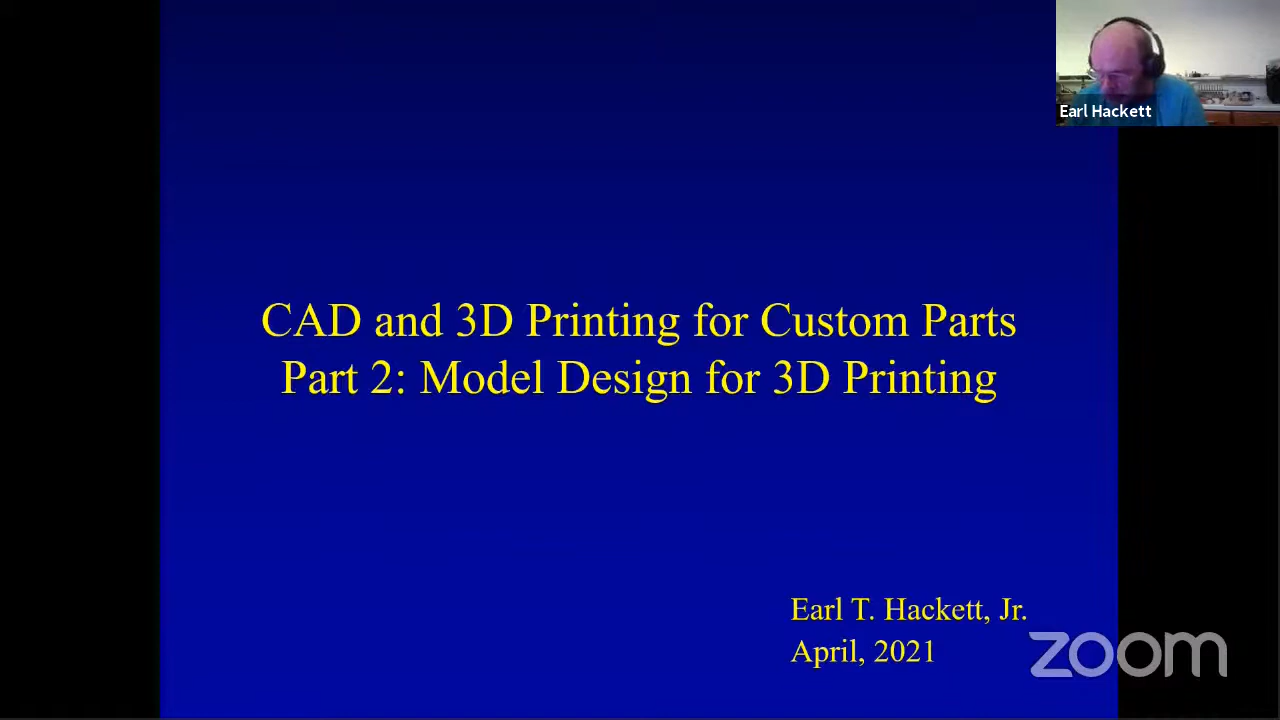 Earl Hackett
CAD and 3D Printing for Custom Parts
Part 2: Model Design for 3D Printing
Earl T. Hackett, Jr.
April, 2021
zoom